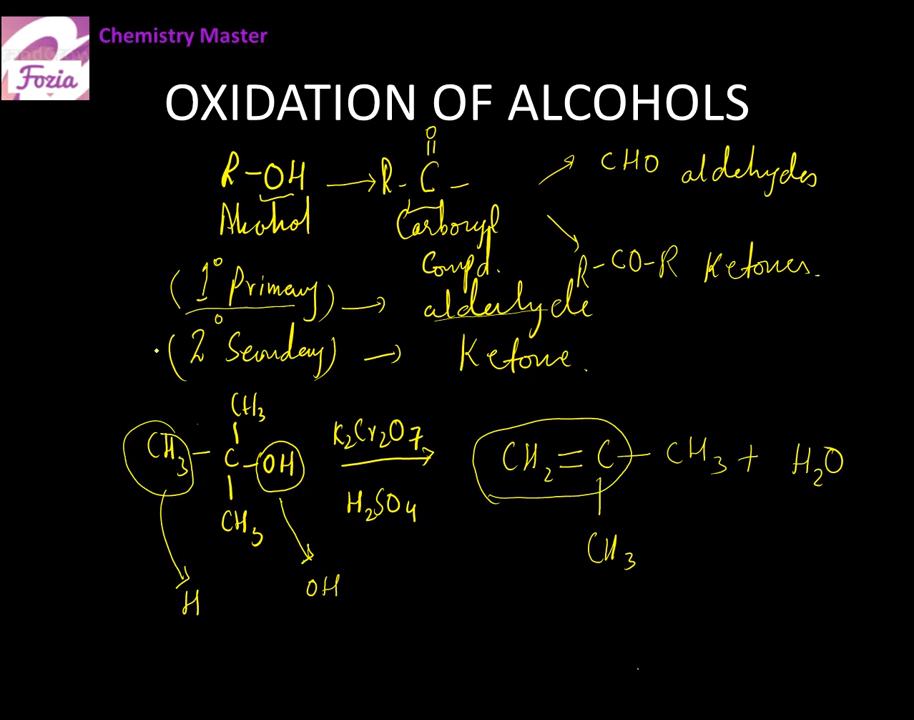 Chemistry Master
Fozia
OXIDATION OF ALCOHOLS
R-OH → R-C- → CHO aldehydes
O
Alcohol Carbonyl
Compd. R-CO-R Ketones.
(1° Primary) → aldehyde
(2° Secondary) → Ketone.
CH3
CH3-C-OH K2Cr2O7 → CH2=C-CH3 + H2O
H2SO4
CH3 CH3
H OH